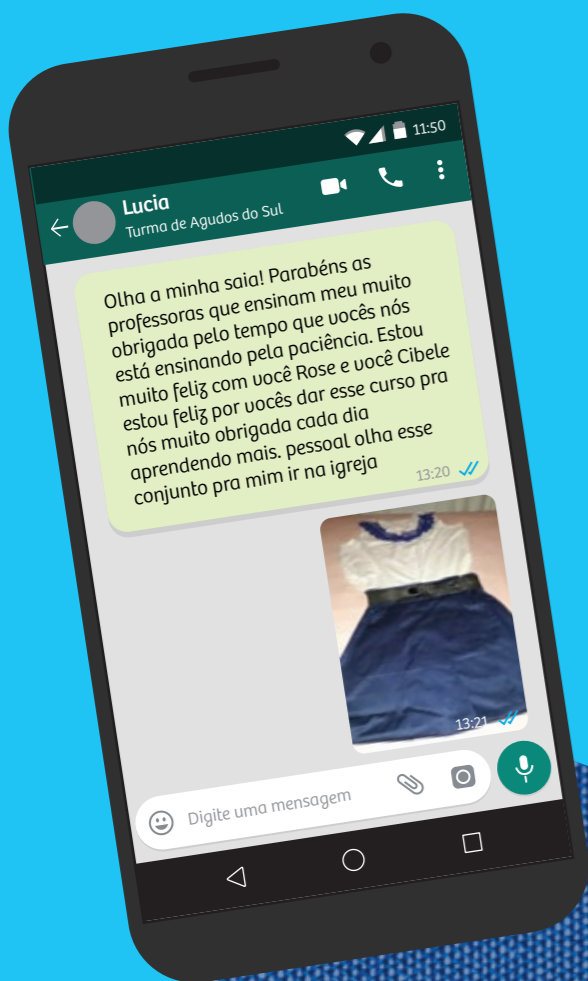 11:50
Lucia
Turma de Agudos do Sul
Olha a minha saia! Parabéns as
professoras que ensinam meu muito
obrigada pelo tempo que vocês nós
está ensinando pela paciência. Estou
muito feliz com você Rose e você Cibele
estou feliz por vocês dar esse curso pra
nós muito obrigada cada dia
aprendendo mais. pessoal olha esse
conjunto pra mim ir na igreja
13:20
13:21
Digite uma mensagem